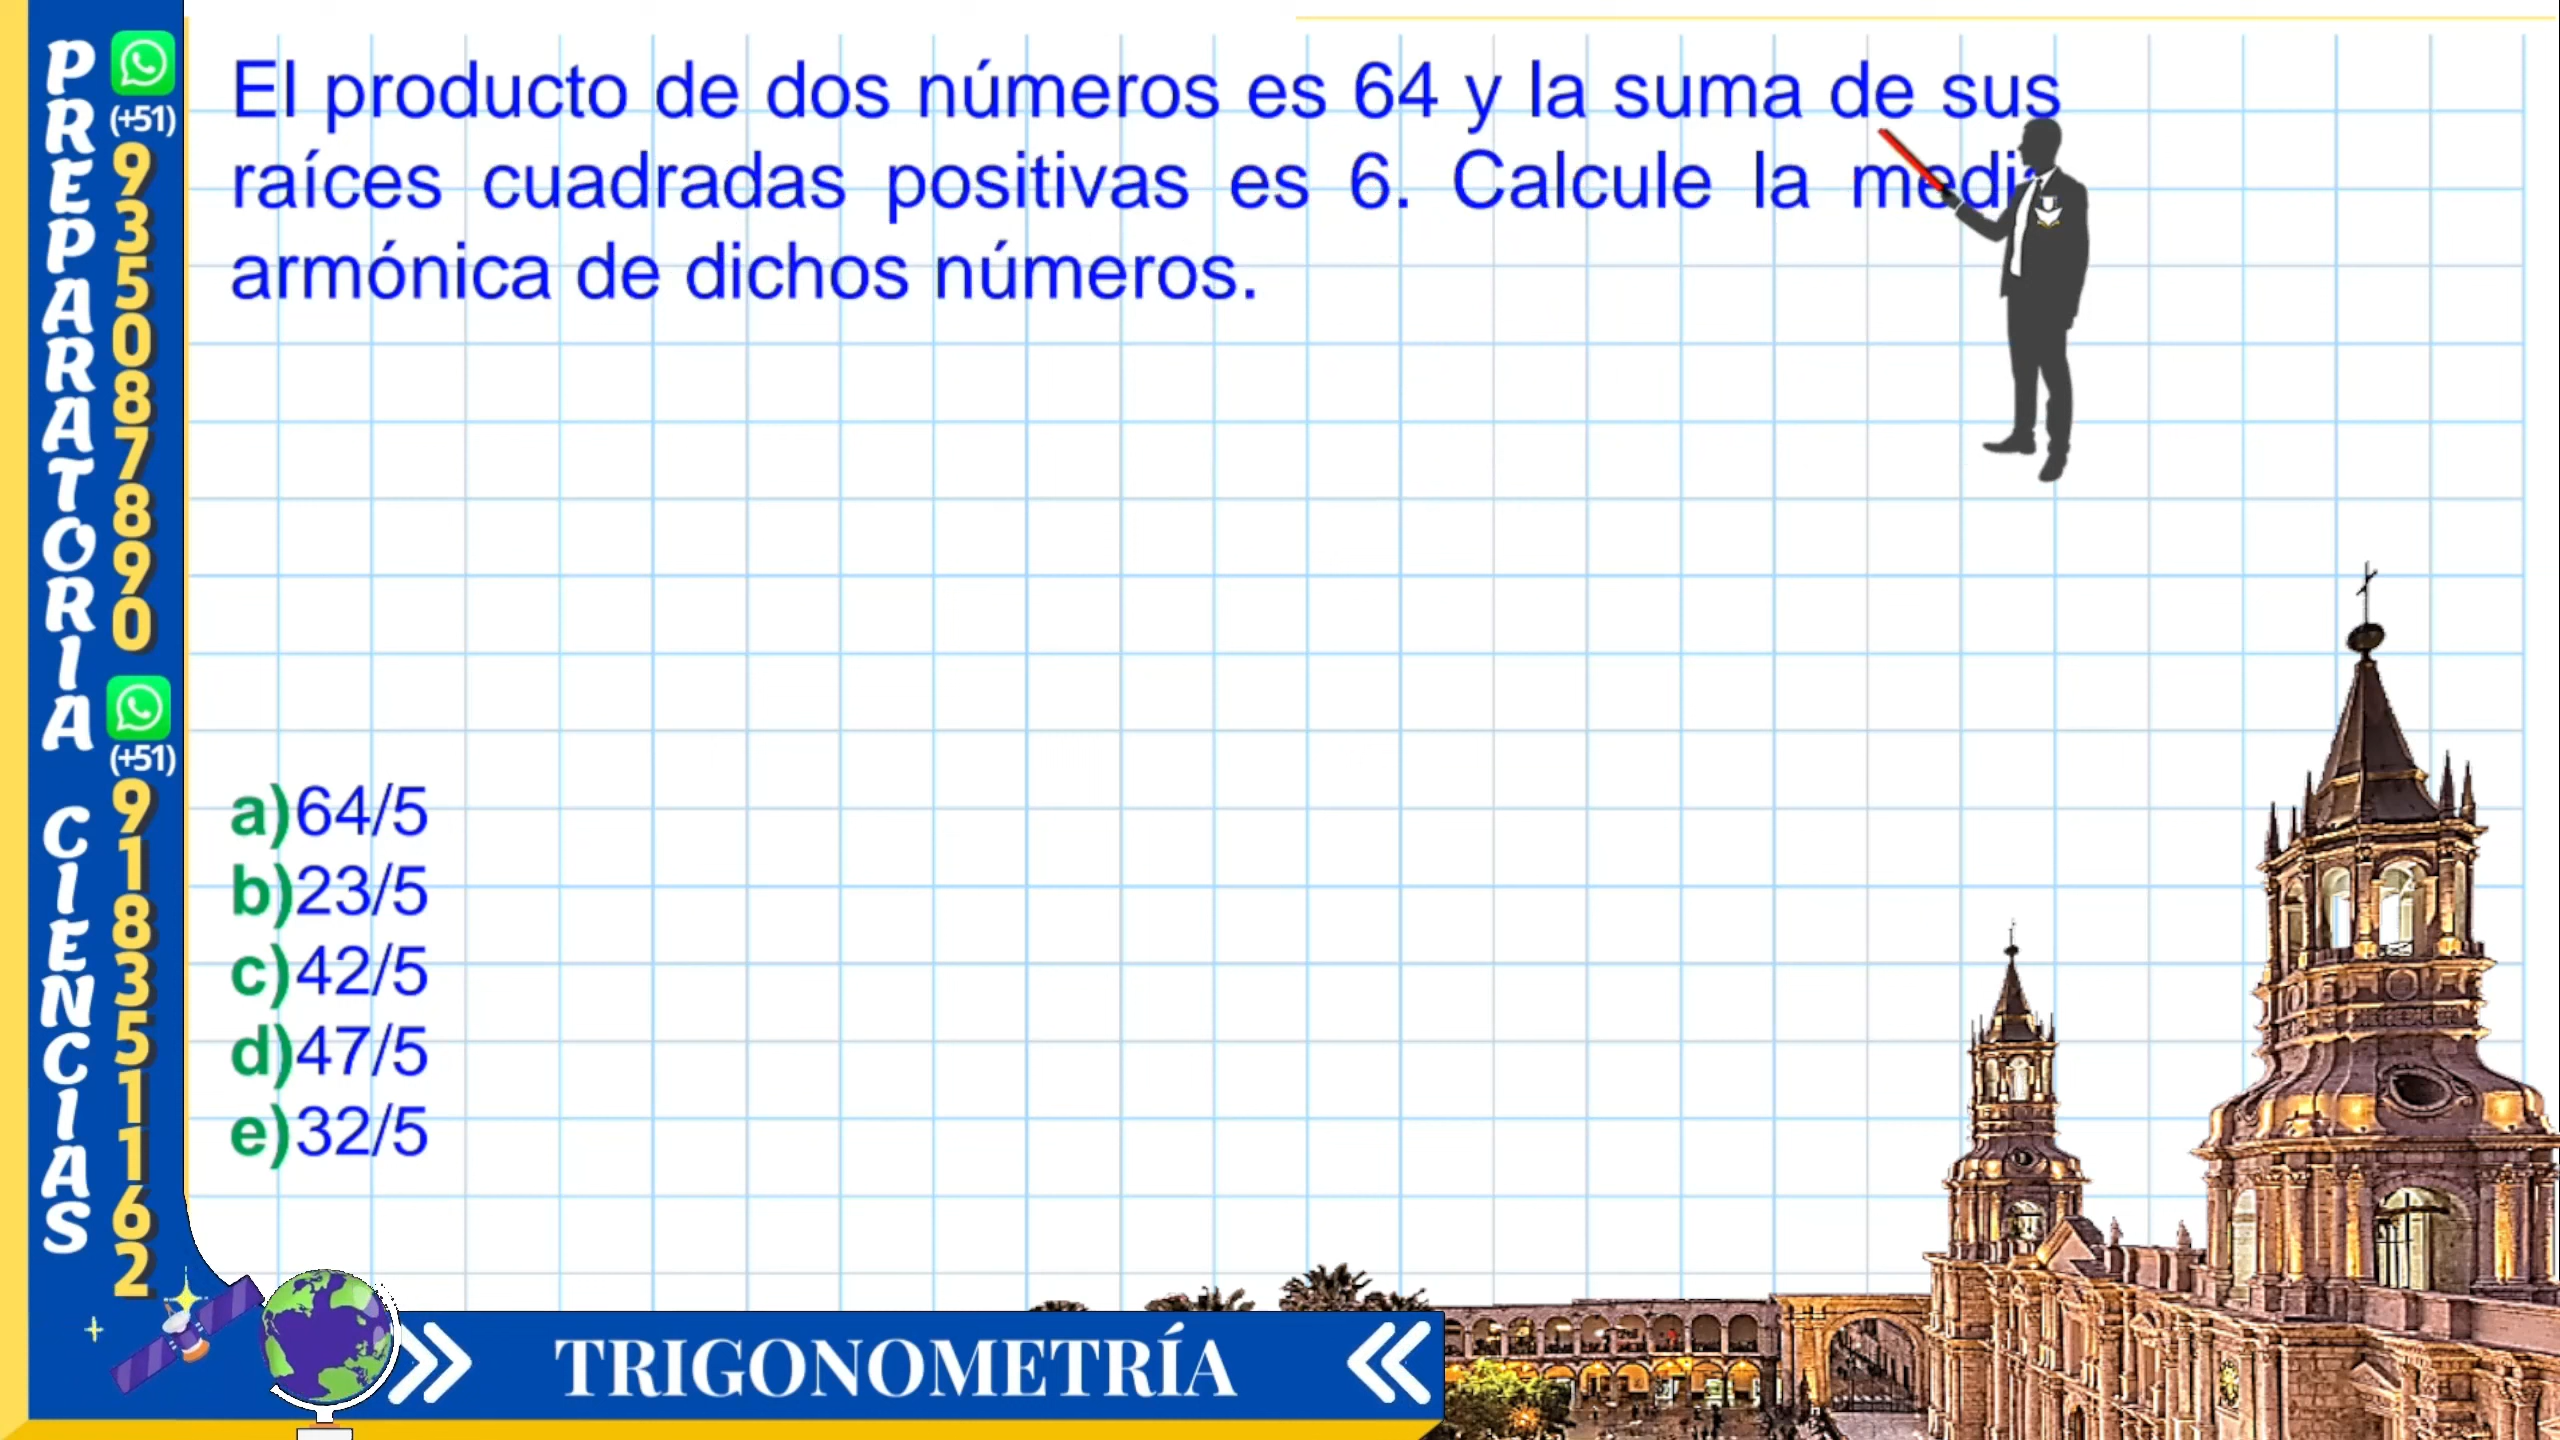 El producto de dos números es 64 y la suma de sus
raíces cuadradas positivas es 6. Calcule la media
armónica de dichos números.
a)64/5
b)23/5
c)42/5
d)47/5
e)32/5
PREPARATORIA CIENCIAS
(+51)
935087890
(+51)
918351162
TRIGONOMETRÍA